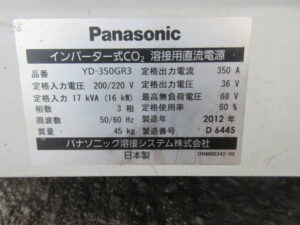 Panasonic
インバーター式CO₂ 溶接用直流電源
品番 YD-350GR3 定格出力電流 350 A
定格入力電圧 200/220 V 定格出力電圧 36 V
定格入力 17 kVA (16 kW) 最高無負荷電圧 68 V
相数 3 相 定格使用率 50 %
周波数 50/60 Hz 製造年 2012 年
質量 45 kg 製造番号 D 6445
パナソニック溶接システム株式会社
日本製